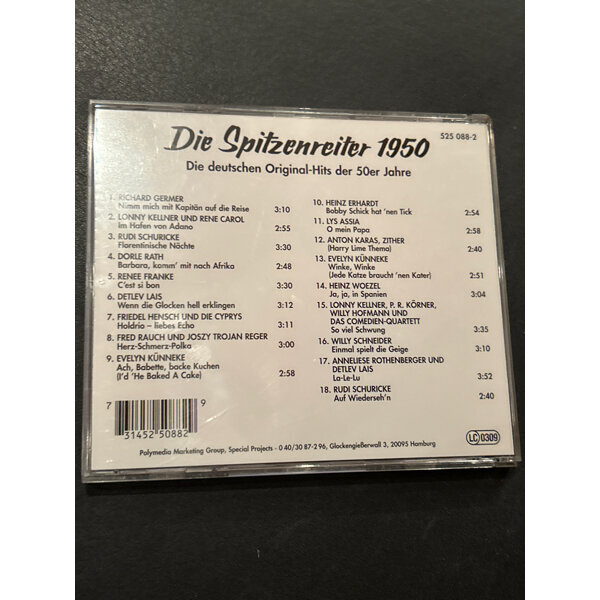 Die Spitzenreiter 1950
525 088-2
Die deutschen Original-Hits der 50er Jahre
1. RICHARD GERMER
Nimm mich mit Kapitän auf die Reise 3:10
2. LONNY KELLNER UND RENE CAROL
Im Hafen von Adano 2:55
3. RUDI SCHURICKE
Florentinische Nächte 3:30
4. DORLE RATH
Barbara, komm' mit nach Afrika 2:48
5. RENEE FRANKE
C'est si bon 3:30
6. DETLEV LAIS
Wenn die Glocken hell erklingen 3:12
7. FRIEDEL HENSCH UND DIE CYPRYS
Holdrio – liebes Echo 3:11
8. FRED RAUCH UND JOSZY TROJAN REGER
Herz-Schmerz-Polka 3:00
9. EVELYN KÜNNEKE
Ach, Babette, backe Kuchen
(I'd 'He Baked A Cake) 2:58
10. HEINZ ERHARDT
Bobby Schick hat 'nen Tick 2:54
11. LYS ASSIA
O mein Papa 2:58
12. ANTON KARAS, ZITHER
(Harry Lime Thema) 2:40
13. EVELYN KÜNNEKE
Winke, Winke
(Jede Katze braucht 'nen Kater) 2:51
14. HEINZ WOEZEL
Ja, ja, in Spanien 3:04
15. LONNY KELLNER, P. R. KÖRNER,
WILLY HOFMANN UND
DAS COMEDIEN-QUARTETT
So viel Schwung 3:35
16. WILLY SCHNEIDER
Einmal spielt die Geige 3:10
17. ANNELIESE ROTHENBERGER UND
DETLEV LAIS
La-Le-Lu 3:52
18. RUDI SCHURICKE
Auf Wiederseh'n 2:40
7 31452 50882 9
LC 0309
Polymedia Marketing Group, Special Projects - 0 40/30 87-2 96, Glockengießerwall 3, 20095 Hamburg